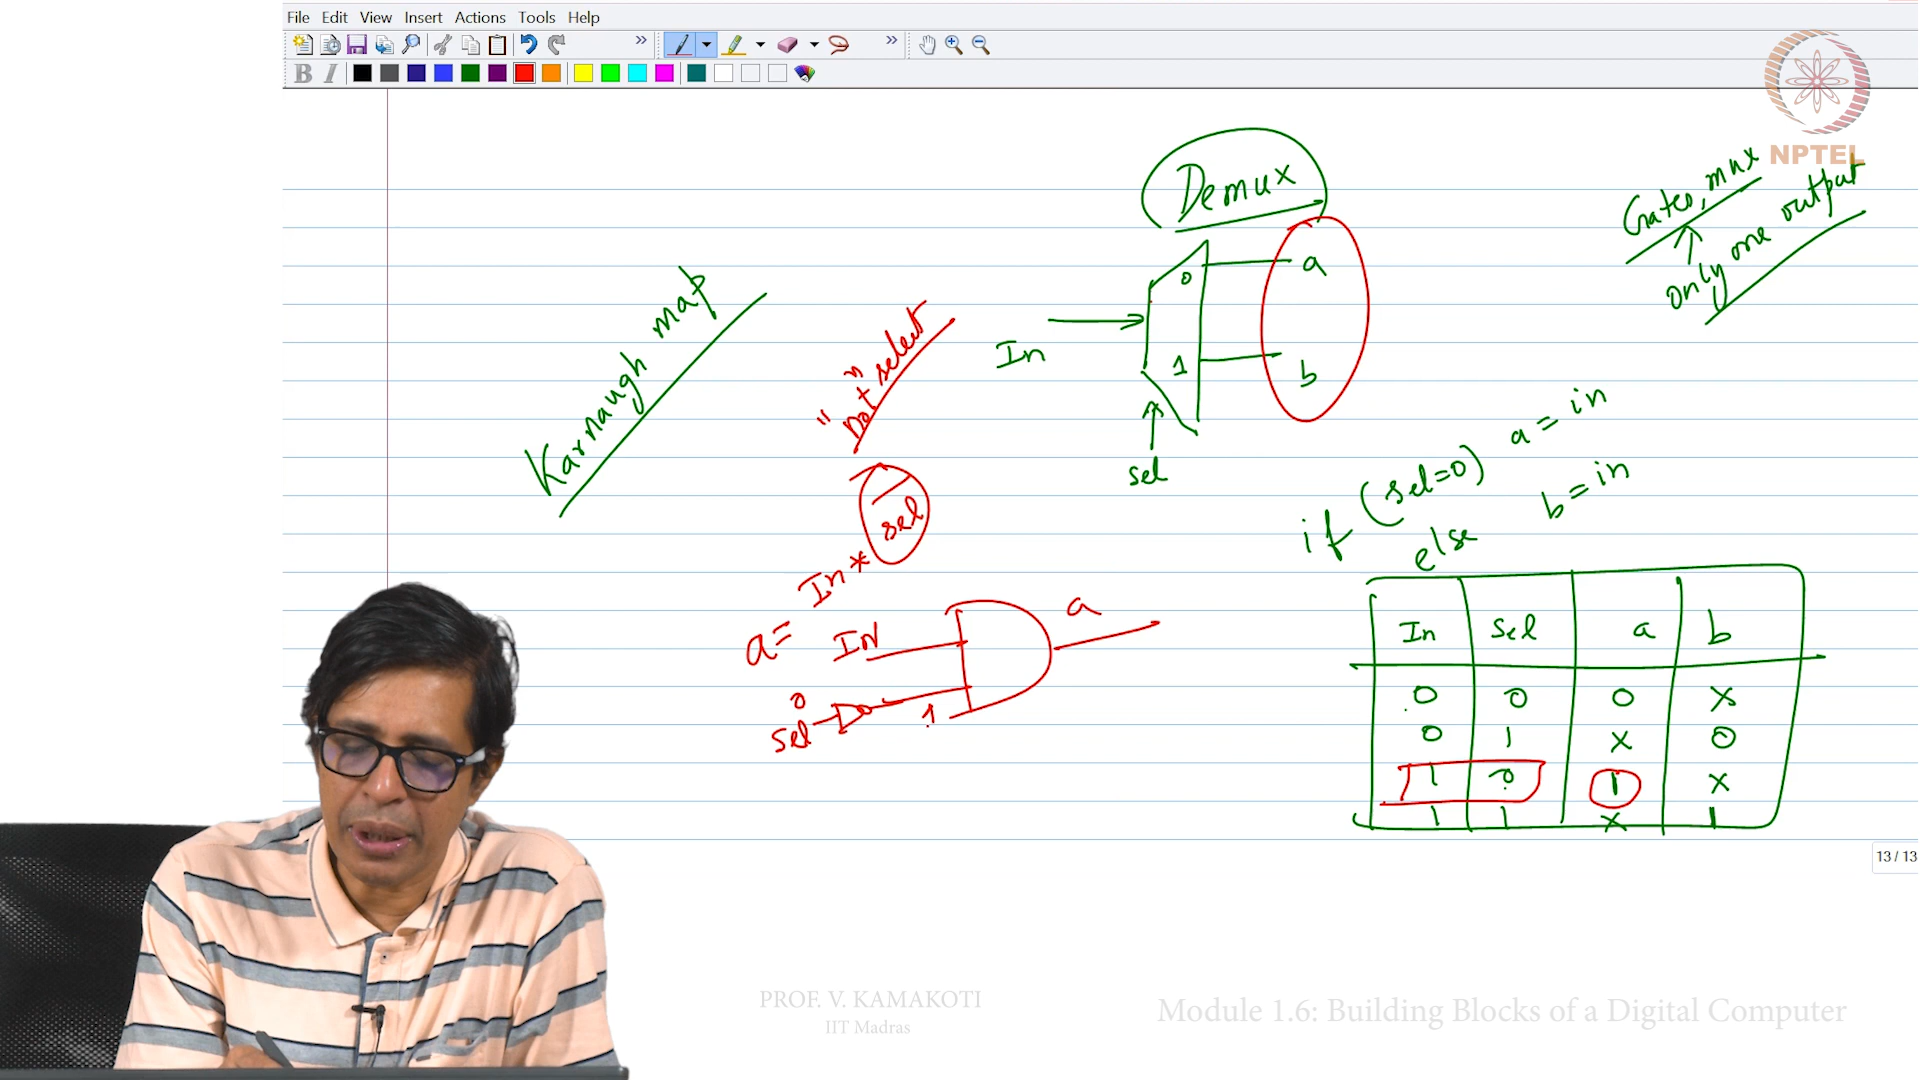 File Edit View Insert Actions Tools Help
B I
NPTEL
Demux
Gates, mux
only one output
0 a
In
1 b
sel
Karnaugh map
"not" select
a = In * sel
if (sel=0) a = in
else b = in
IN
a
0
Sel
1
In Sel a b
0 0 0 x
0 1 x 0
1 0 1 x
1 1 x 1
13 / 13
PROF. V. KAMAKOTI
IIT Madras
Module 1.6: Building Blocks of a Digital Computer